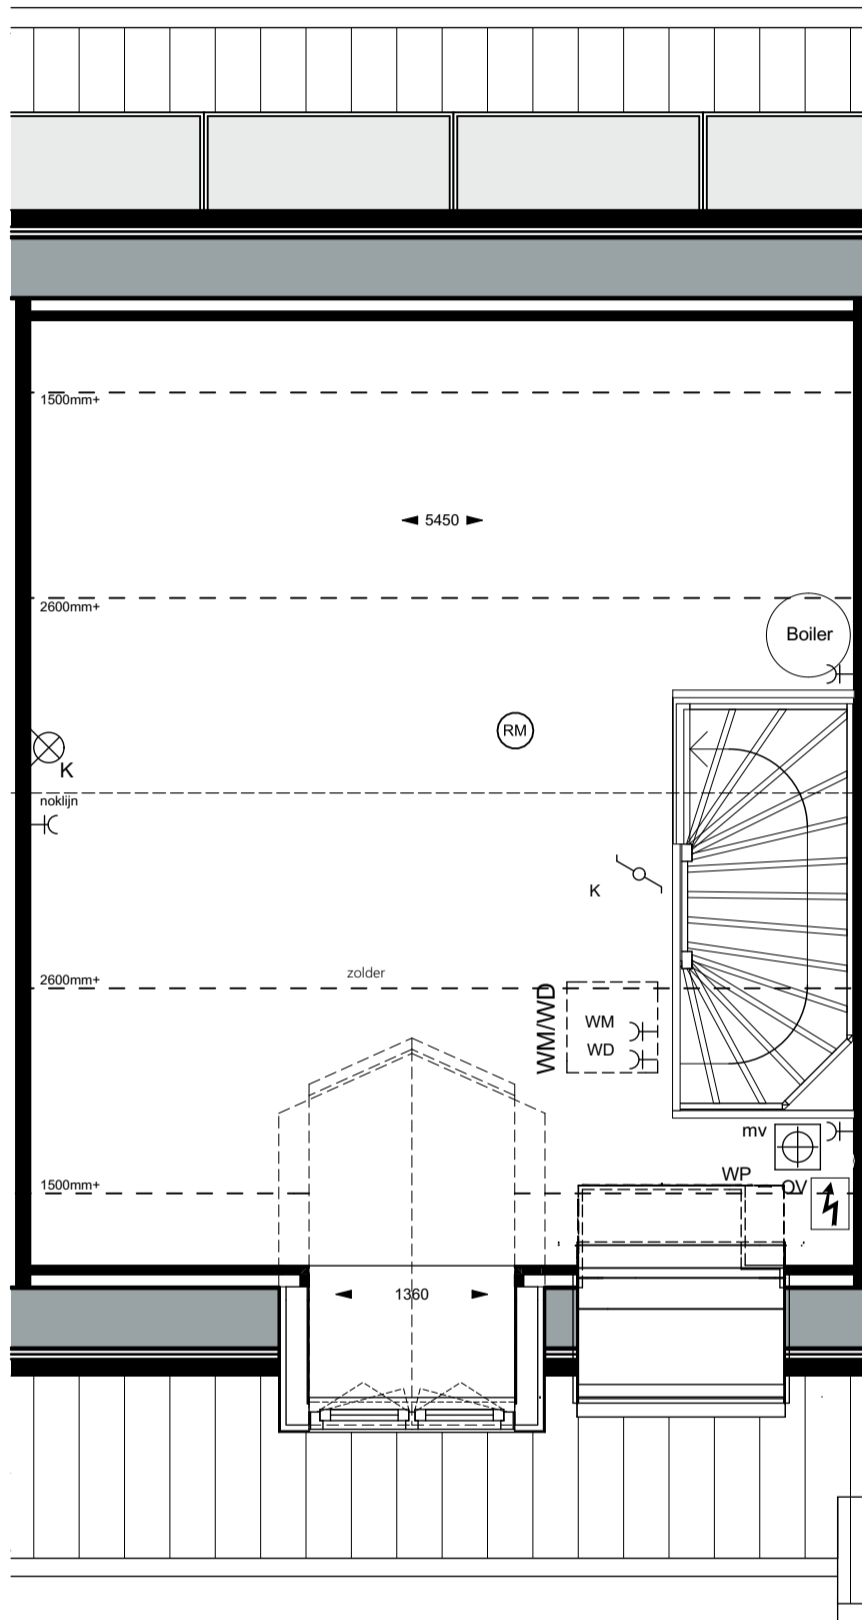 1500mm+
5450
2600mm+
Boiler
RM
K
noklijn
K
zolder
2600mm+
WM/WD
WM
WD
mv
WP
1500mm+
OV
1360